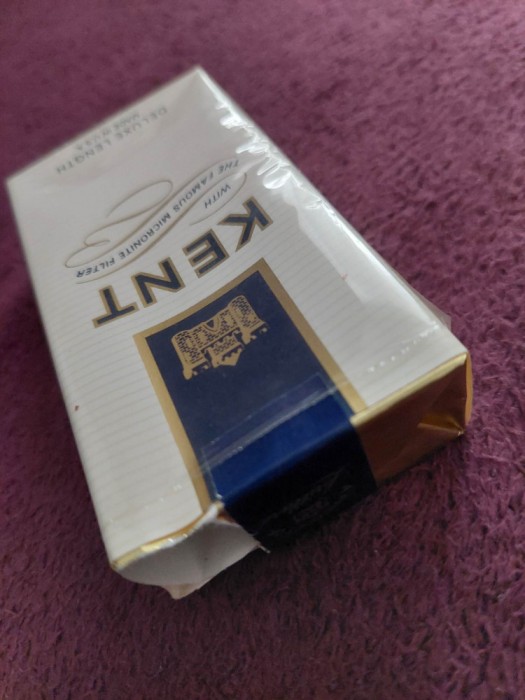 KENT
WITH
THE FAMOUS MICRONITE FILTER
DELUXE LENGTH